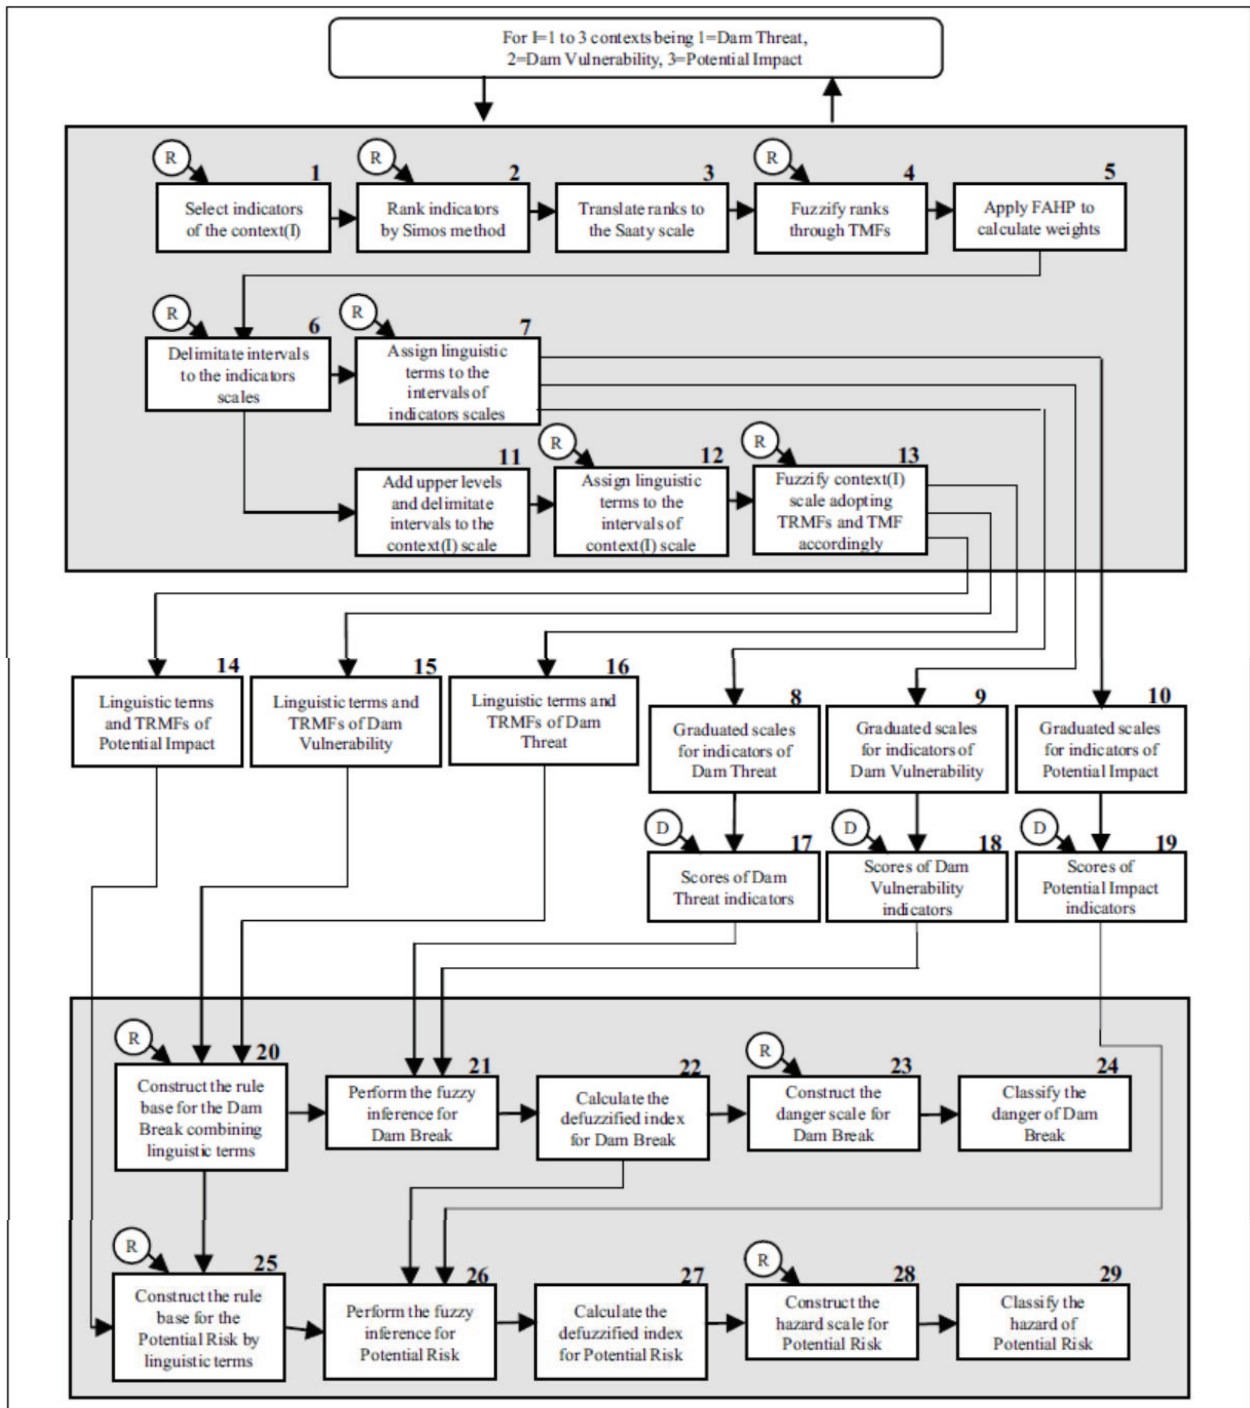 For I=1 to 3 contexts being 1=Dam Threat,
2=Dam Vulnerability, 3=Potential Impact
R
1
Select indicators
of the context(I)
R
2
Rank indicators
by Simos method
3
Translate ranks to
the Saaty scale
R
4
Fuzzify ranks
through TMFs
5
Apply FAHP to
calculate weights
R
6
Delimitate intervals
to the indicators
scales
R
7
Assign linguistic
terms to the
intervals of
indicators scales
11
Add upper levels
and delimitate
intervals to the
context(I) scale
R
12
Assign linguistic
terms to the
intervals of
context(I) scale
R
13
Fuzzify context(I)
scale adopting
TRMFs and TMF
accordingly
14
Linguistic terms
and TRMFs of
Potential Impact
15
Linguistic terms and
TRMFs of Dam
Vulnerability
16
Linguistic terms and
TRMFs of Dam
Threat
8
Graduated scales
for indicators of
Dam Threat
9
Graduated scales
for indicators of
Dam Vulnerability
10
Graduated scales
for indicators of
Potential Impact
D
17
Scores of Dam
Threat indicators
D
18
Scores of Dam
Vulnerability
indicators
D
19
Scores of
Potential Impact
indicators
R
20
Construct the rule
base for the Dam
Break combining
linguistic terms
21
Perform the fuzzy
inference for
Dam Break
22
Calculate the
defuzzified index
for Dam Break
R
23
Construct the
danger scale for
Dam Break
24
Classify the
danger of Dam
Break
R
25
Construct the rule
base for the
Potential Risk by
linguistic terms
26
Perform the fuzzy
inference for
Potential Risk
27
Calculate the
defuzzified index
for Potential Risk
R
28
Construct the
hazard scale for
Potential Risk
29
Classify the
hazard of
Potential Risk